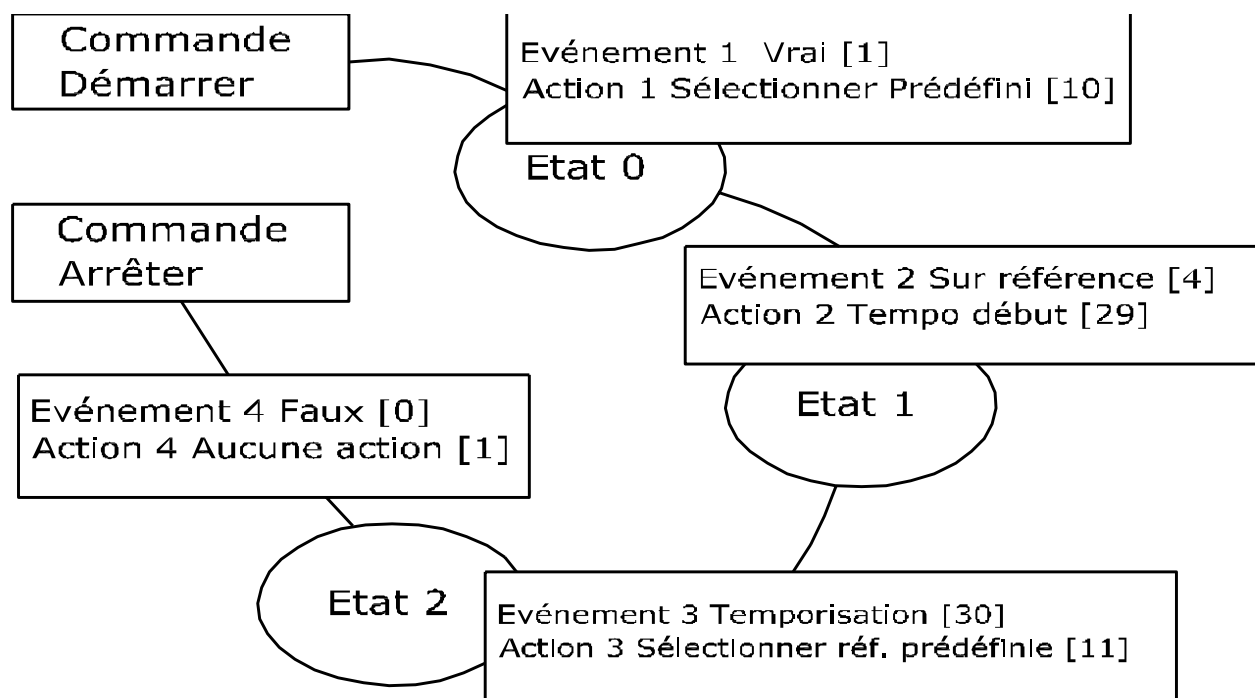 Commande
Démarrer
Evénement 1 Vrai [1]
Action 1 Sélectionner Prédéfini [10]
Etat 0
Commande
Arrêter
Evénement 2 Sur référence [4]
Action 2 Tempo début [29]
Etat 1
Evénement 4 Faux [0]
Action 4 Aucune action [1]
Etat 2
Evénement 3 Temporisation [30]
Action 3 Sélectionner réf. prédéfinie [11]